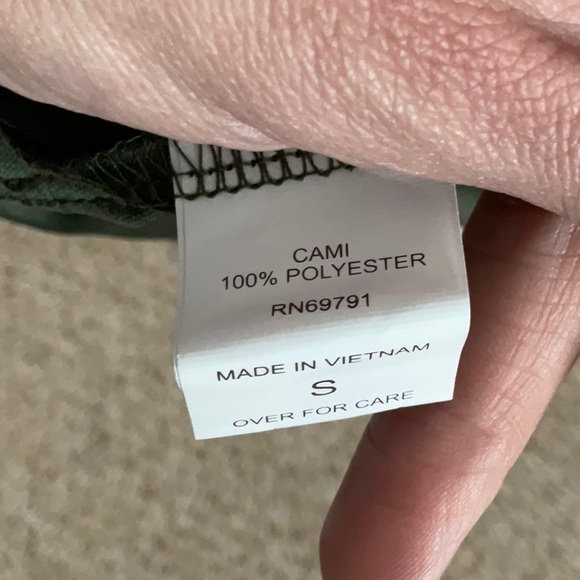 CAMI
100% POLYESTER
RN69791
MADE IN VIETNAM
S
OVER FOR CARE